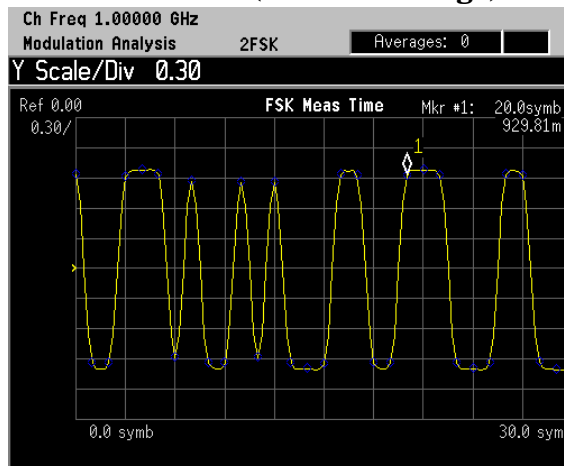 Ch Freq 1.00000 GHz
Modulation Analysis 2FSK Averages: 0
Y Scale/Div 0.30
Ref 0.00 FSK Meas Time Mkr #1: 20.0symb
0.30/ 929.81m
1
0.0 symb 30.0 sym